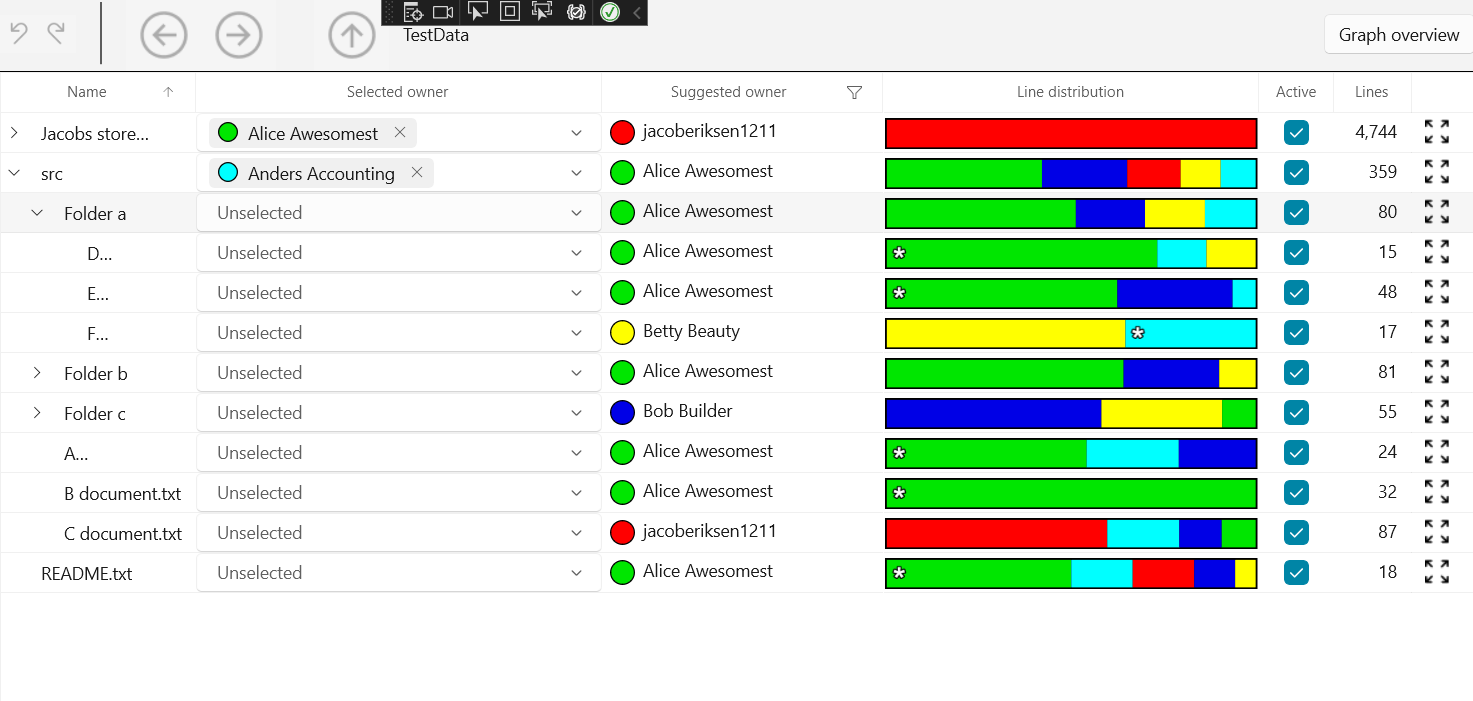 TestData
Graph overview
Name Selected owner Suggested owner Line distribution Active Lines
Jacobs store... Alice Awesomest jacoberiksen1211 4,744
src Anders Accounting Alice Awesomest 359
Folder a Unselected Alice Awesomest 80
D... Unselected Alice Awesomest * 15
E... Unselected Alice Awesomest * 48
F... Unselected Betty Beauty * 17
Folder b Unselected Alice Awesomest 81
Folder c Unselected Bob Builder 55
A... Unselected Alice Awesomest * 24
B document.txt Unselected Alice Awesomest * 32
C document.txt Unselected jacoberiksen1211 87
README.txt Unselected Alice Awesomest * 18